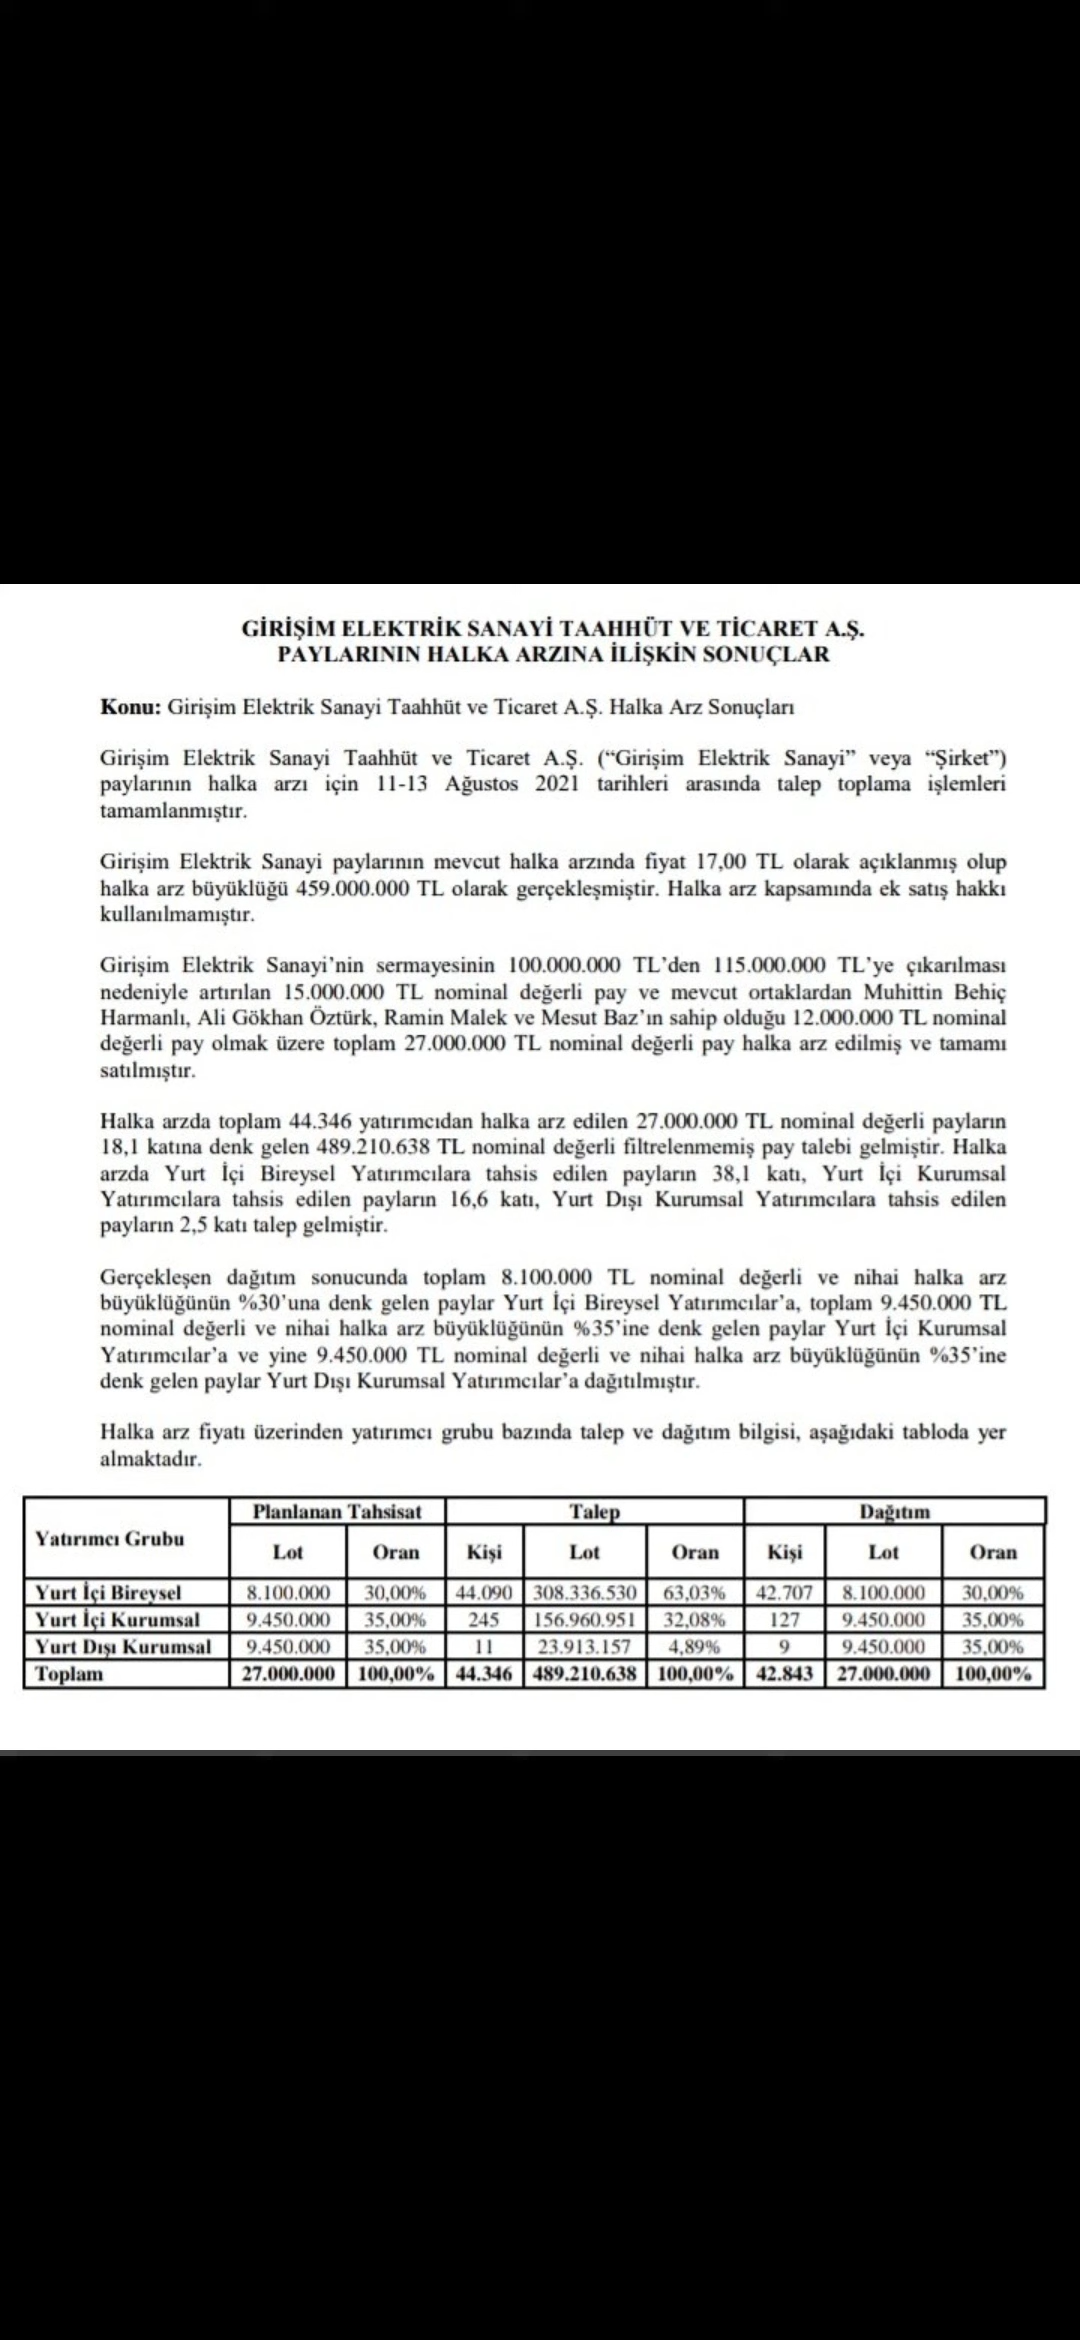 GİRİŞİM ELEKTRİK SANAYİ TAAHHÜT VE TİCARET A.Ş.
PAYLARININ HALKA ARZINA İLİŞKİN SONUÇLAR
Konu: Girişim Elektrik Sanayi Taahhüt ve Ticaret A.Ş. Halka Arz Sonuçları
Girişim Elektrik Sanayi Taahhüt ve Ticaret A.Ş. (“Girişim Elektrik Sanayi” veya “Şirket”)
paylarının halka arzı için 11-13 Ağustos 2021 tarihleri arasında talep toplama işlemleri
tamamlanmıştır.
Girişim Elektrik Sanayi paylarının mevcut halka arzında fiyat 17,00 TL olarak açıklanmış olup
halka arz büyüklüğü 459.000.000 TL olarak gerçekleşmiştir. Halka arz kapsamında ek satış hakkı
kullanılmamıştır.
Girişim Elektrik Sanayi’nin sermayesinin 100.000.000 TL’den 115.000.000 TL’ye çıkarılması
nedeniyle artırılan 15.000.000 TL nominal değerli pay ve mevcut ortaklardan Muhittin Behiç
Harmanlı, Ali Gökhan Öztürk, Ramin Malek ve Mesut Baz’ın sahip olduğu 12.000.000 TL nominal
değerli pay olmak üzere toplam 27.000.000 TL nominal değerli pay halka arz edilmiş ve tamamı
satılmıştır.
Halka arzda toplam 44.346 yatırımcıdan halka arz edilen 27.000.000 TL nominal değerli payların
18,1 katına denk gelen 489.210.638 TL nominal değerli filtrelenmemiş pay talebi gelmiştir. Halka
arzda Yurt İçi Bireysel Yatırımcılara tahsis edilen payların 38,1 katı, Yurt İçi Kurumsal
Yatırımcılara tahsis edilen payların 16,6 katı, Yurt Dışı Kurumsal Yatırımcılara tahsis edilen
payların 2,5 katı talep gelmiştir.
Gerçekleşen dağıtım sonucunda toplam 8.100.000 TL nominal değerli ve nihai halka arz
büyüklüğünün %30’una denk gelen paylar Yurt İçi Bireysel Yatırımcılar’a, toplam 9.450.000 TL
nominal değerli ve nihai halka arz büyüklüğünün %35’ine denk gelen paylar Yurt İçi Kurumsal
Yatırımcılar’a ve yine 9.450.000 TL nominal değerli ve nihai halka arz büyüklüğünün %35’ine
denk gelen paylar Yurt Dışı Kurumsal Yatırımcılar’a dağıtılmıştır.
Halka arz fiyatı üzerinden yatırımcı grubu bazında talep ve dağıtım bilgisi, aşağıdaki tabloda yer
almaktadır.
Yatırımcı Grubu Planlanan Tahsisat Talep Dağıtım
Lot Oran Kişi Lot Oran Kişi Lot Oran
Yurt İçi Bireysel 8.100.000 30,00% 44.090 308.336.530 63,03% 42.707 8.100.000 30,00%
Yurt İçi Kurumsal 9.450.000 35,00% 245 156.960.951 32,08% 127 9.450.000 35,00%
Yurt Dışı Kurumsal 9.450.000 35,00% 11 23.913.157 4,89% 9 9.450.000 35,00%
Toplam 27.000.000 100,00% 44.346 489.210.638 100,00% 42.843 27.000.000 100,00%